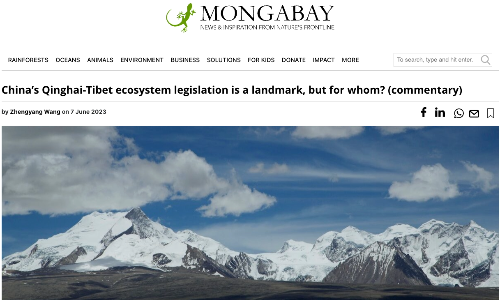 MONGABAY
NEWS & INSPIRATION FROM NATURE'S FRONTLINE
RAINFORESTS OCEANS ANIMALS ENVIRONMENT BUSINESS SOLUTIONS FOR KIDS DONATE IMPACT MORE
To search, type and hit enter.
China's Qinghai-Tibet ecosystem legislation is a landmark, but for whom? (commentary)
by Zhengyang Wang on 7 June 2023